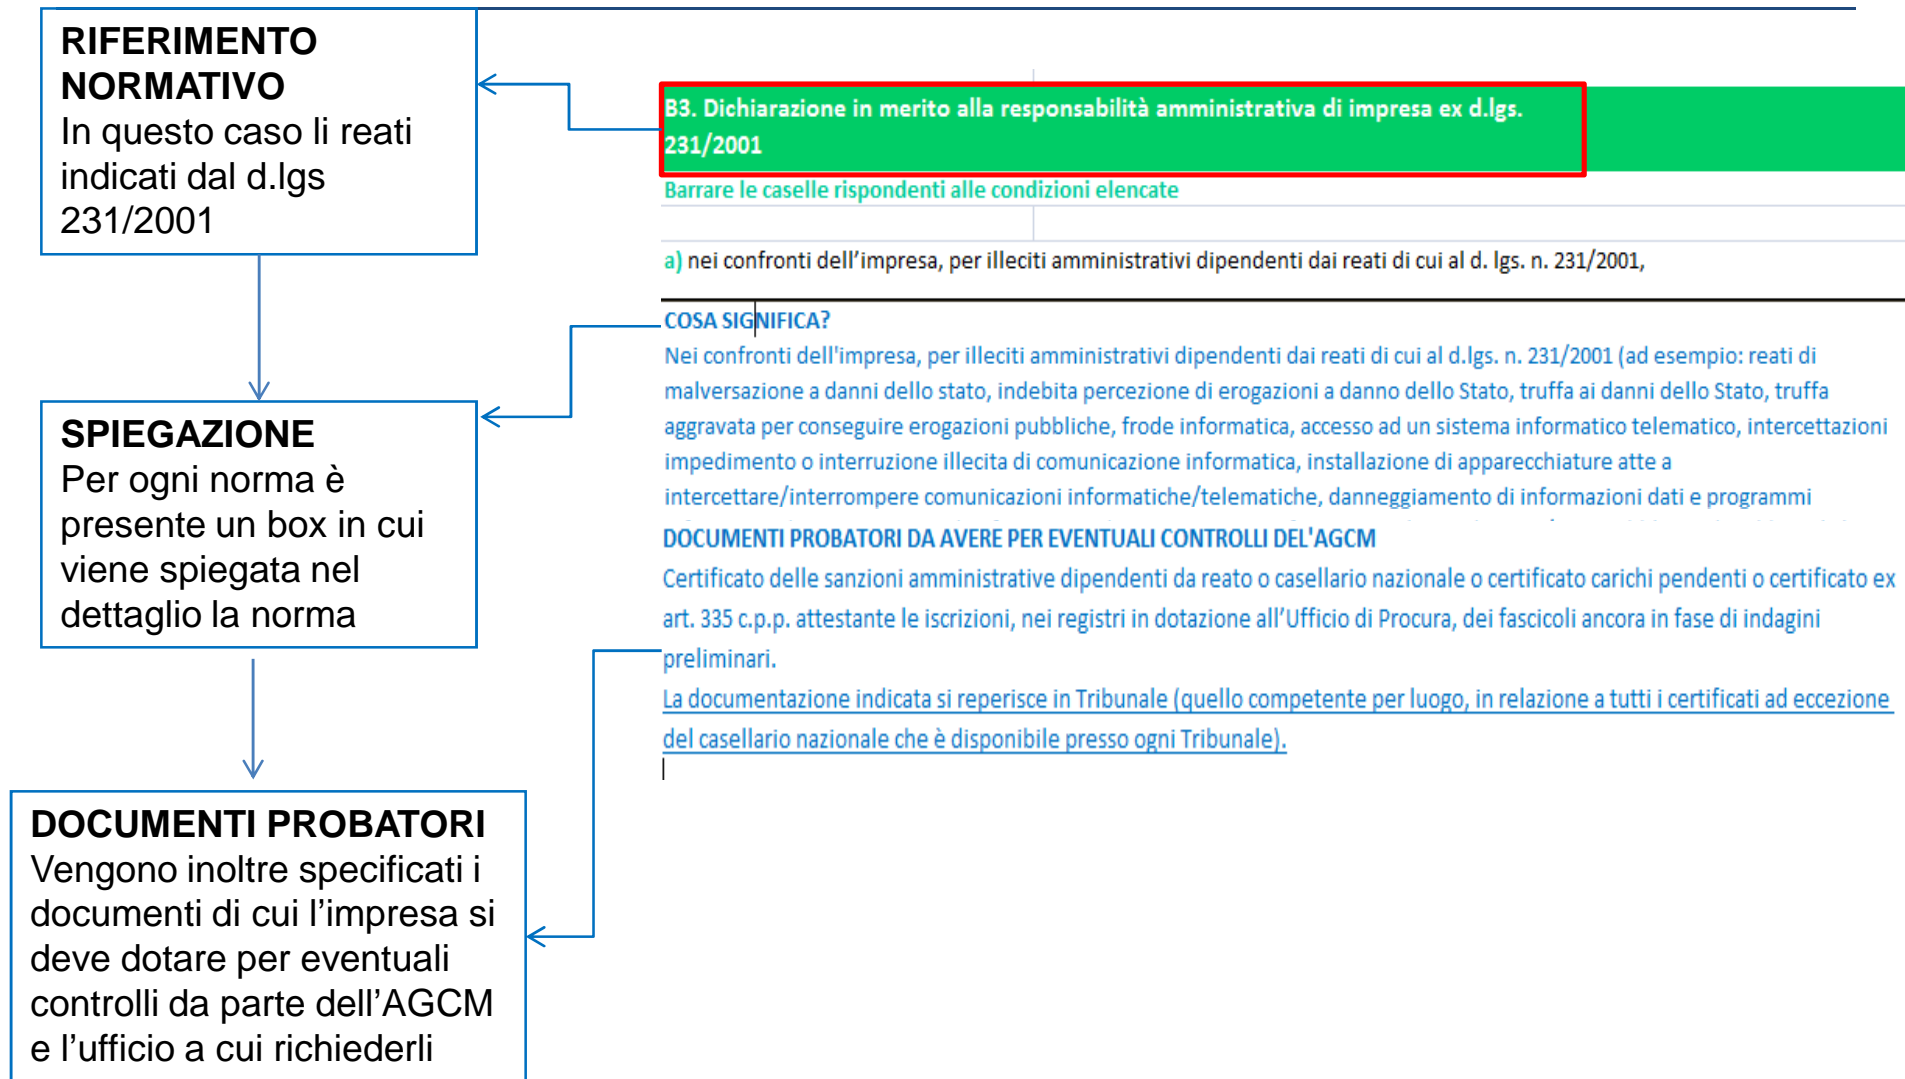 RIFERIMENTO
NORMATIVO
In questo caso li reati
indicati dal d.lgs
231/2001
SPIEGAZIONE
Per ogni norma è
presente un box in cui
viene spiegata nel
dettaglio la norma
DOCUMENTI PROBATORI
Vengono inoltre specificati i
documenti di cui l’impresa si
deve dotare per eventuali
controlli da parte dell’AGCM
e l’ufficio a cui richiederli
B3. Dichiarazione in merito alla responsabilità amministrativa di impresa ex d.lgs.
231/2001
Barrare le caselle rispondenti alle condizioni elencate
a) nei confronti dell’impresa, per illeciti amministrativi dipendenti dai reati di cui al d. lgs. n. 231/2001,
COSA SIGNIFICA?
Nei confronti dell'impresa, per illeciti amministrativi dipendenti dai reati di cui al d.lgs. n. 231/2001 (ad esempio: reati di
malversazione a danni dello stato, indebita percezione di erogazioni a danno dello Stato, truffa ai danni dello Stato, truffa
aggravata per conseguire erogazioni pubbliche, frode informatica, accesso ad un sistema informatico telematico, intercettazioni
impedimento o interruzione illecita di comunicazione informatica, installazione di apparecchiature atte a
intercettare/interrompere comunicazioni informatiche/telematiche, danneggiamento di informazioni dati e programmi
DOCUMENTI PROBATORI DA AVERE PER EVENTUALI CONTROLLI DEL'AGCM
Certificato delle sanzioni amministrative dipendenti da reato o casellario nazionale o certificato carichi pendenti o certificato ex
art. 335 c.p.p. attestante le iscrizioni, nei registri in dotazione all’Ufficio di Procura, dei fascicoli ancora in fase di indagini
preliminari.
La documentazione indicata si reperisce in Tribunale (quello competente per luogo, in relazione a tutti i certificati ad eccezione
del casellario nazionale che è disponibile presso ogni Tribunale).